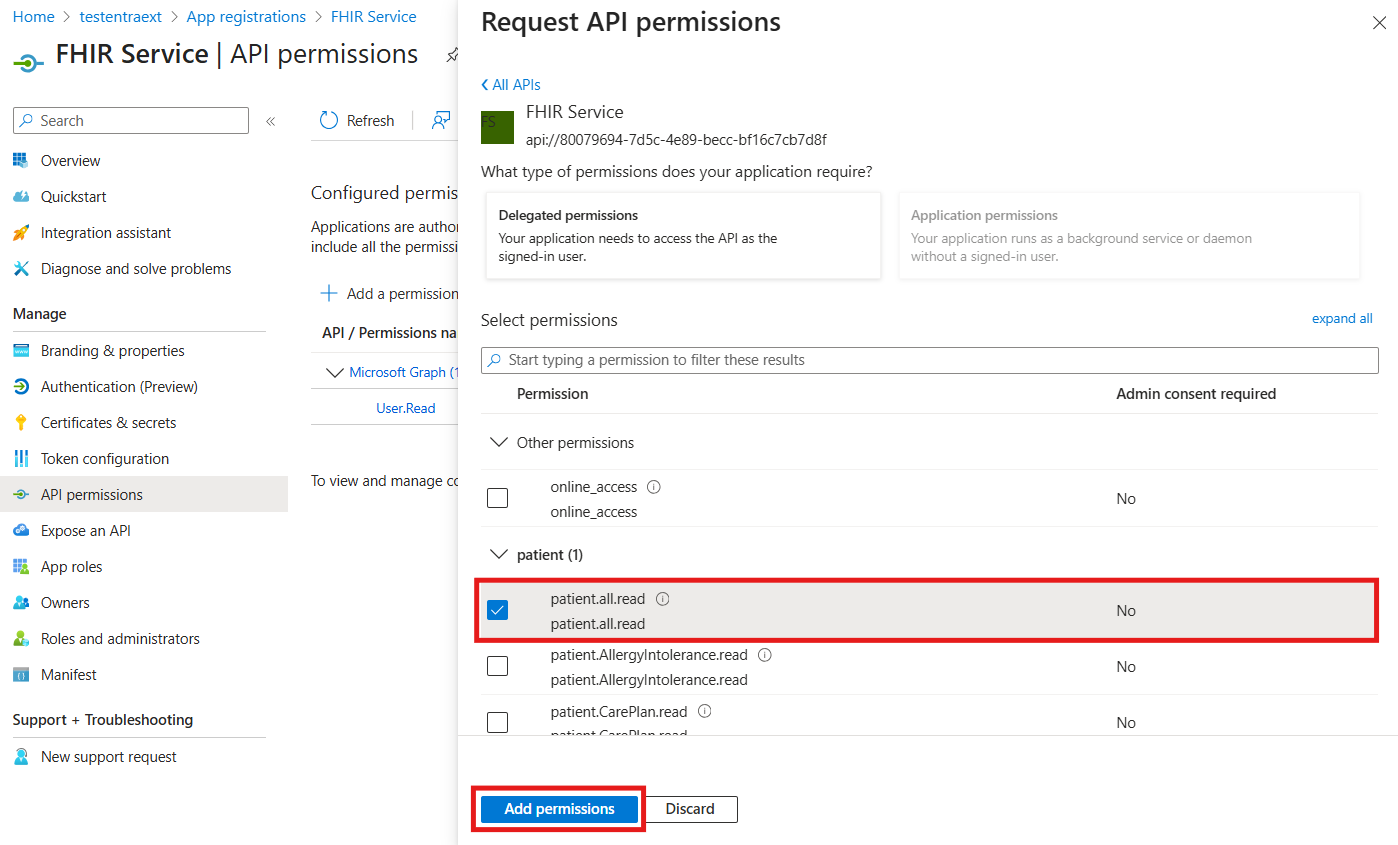 Home > testentraext > App registrations > FHIR Service
FHIR Service | API permissions
Search
«
Overview
Quickstart
Integration assistant
Diagnose and solve problems
Manage
Branding & properties
Authentication (Preview)
Certificates & secrets
Token configuration
API permissions
Expose an API
App roles
Owners
Roles and administrators
Manifest
Support + Troubleshooting
New support request
Refresh
Configured permis
Applications are author
include all the permissi
Add a permission
API / Permissions na
Microsoft Graph (1
User.Read
To view and manage co
Request API permissions
All APIs
FS
FHIR Service
api://80079694-7d5c-4e89-becc-bf16c7cb7d8f
What type of permissions does your application require?
Delegated permissions
Your application needs to access the API as the
signed-in user.
Application permissions
Your application runs as a background service or daemon
without a signed-in user.
Select permissions
expand all
Start typing a permission to filter these results
Permission
Admin consent required
Other permissions
online_access
online_access
No
patient (1)
patient.all.read
patient.all.read
No
patient.AllergyIntolerance.read
patient.AllergyIntolerance.read
No
patient.CarePlan.read
patient.CarePlan.read
No
Add permissions
Discard